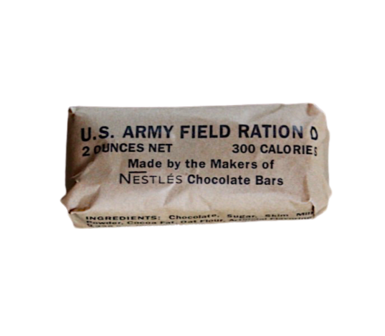 U.S. ARMY FIELD RATION D
2 OUNCES NET 300 CALORIES
Made by the Makers of
NESTLÉS Chocolate Bars
INGREDIENTS: Chocolate, Sugar, Skim Milk
Powder, Cocoa Fat, Oat Flour,